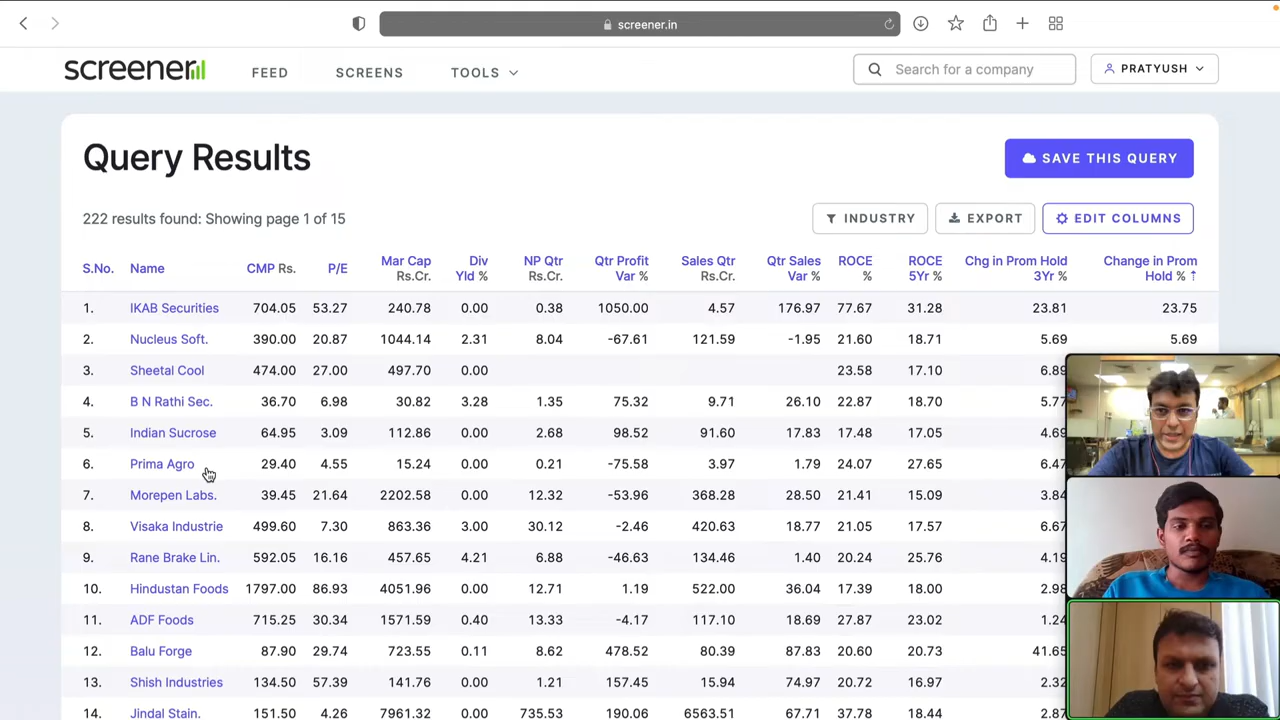 screener.in
screener
FEED
SCREENS
TOOLS
Search for a company
PRATYUSH
Query Results
SAVE THIS QUERY
222 results found: Showing page 1 of 15
INDUSTRY
EXPORT
EDIT COLUMNS
S.No. Name CMP Rs. P/E Mar Cap Rs.Cr. Div Yld % NP Qtr Rs.Cr. Qtr Profit Var % Sales Qtr Rs.Cr. Qtr Sales Var % ROCE % ROCE 5Yr % Chg in Prom Hold 3Yr % Change in Prom Hold % ↑
1. IKAB Securities 704.05 53.27 240.78 0.00 0.38 1050.00 4.57 176.97 77.67 31.28 23.81 23.75
2. Nucleus Soft. 390.00 20.87 1044.14 2.31 8.04 -67.61 121.59 -1.95 21.60 18.71 5.69 5.69
3. Sheetal Cool 474.00 27.00 497.70 0.00 23.58 17.10 6.89
4. B N Rathi Sec. 36.70 6.98 30.82 3.28 1.35 75.32 9.71 26.10 22.87 18.70 5.77
5. Indian Sucrose 64.95 3.09 112.86 0.00 2.68 98.52 91.60 17.83 17.48 17.05 4.69
6. Prima Agro 29.40 4.55 15.24 0.00 0.21 -75.58 3.97 1.79 24.07 27.65 6.47
7. Morepen Labs. 39.45 21.64 2202.58 0.00 12.32 -53.96 368.28 28.50 21.41 15.09 3.84
8. Visaka Industrie 499.60 7.30 863.36 3.00 30.12 -2.46 420.63 18.77 21.05 17.57 6.67
9. Rane Brake Lin. 592.05 16.16 457.65 4.21 6.88 -46.63 134.46 1.40 20.24 25.76 4.19
10. Hindustan Foods 1797.00 86.93 4051.96 0.00 12.71 1.19 522.00 36.04 17.39 18.00 2.98
11. ADF Foods 715.25 30.34 1571.59 0.40 13.33 -4.17 117.10 18.69 27.87 23.02 1.24
12. Balu Forge 87.90 29.74 723.55 0.11 8.62 478.52 80.39 87.83 20.60 20.73 41.65
13. Shish Industries 134.50 57.39 141.76 0.00 1.21 157.45 15.94 74.97 20.72 16.97 2.32
14. Jindal Stain. 151.50 4.26 7961.32 0.00 735.53 190.06 6563.51 67.71 37.78 18.44 2.87